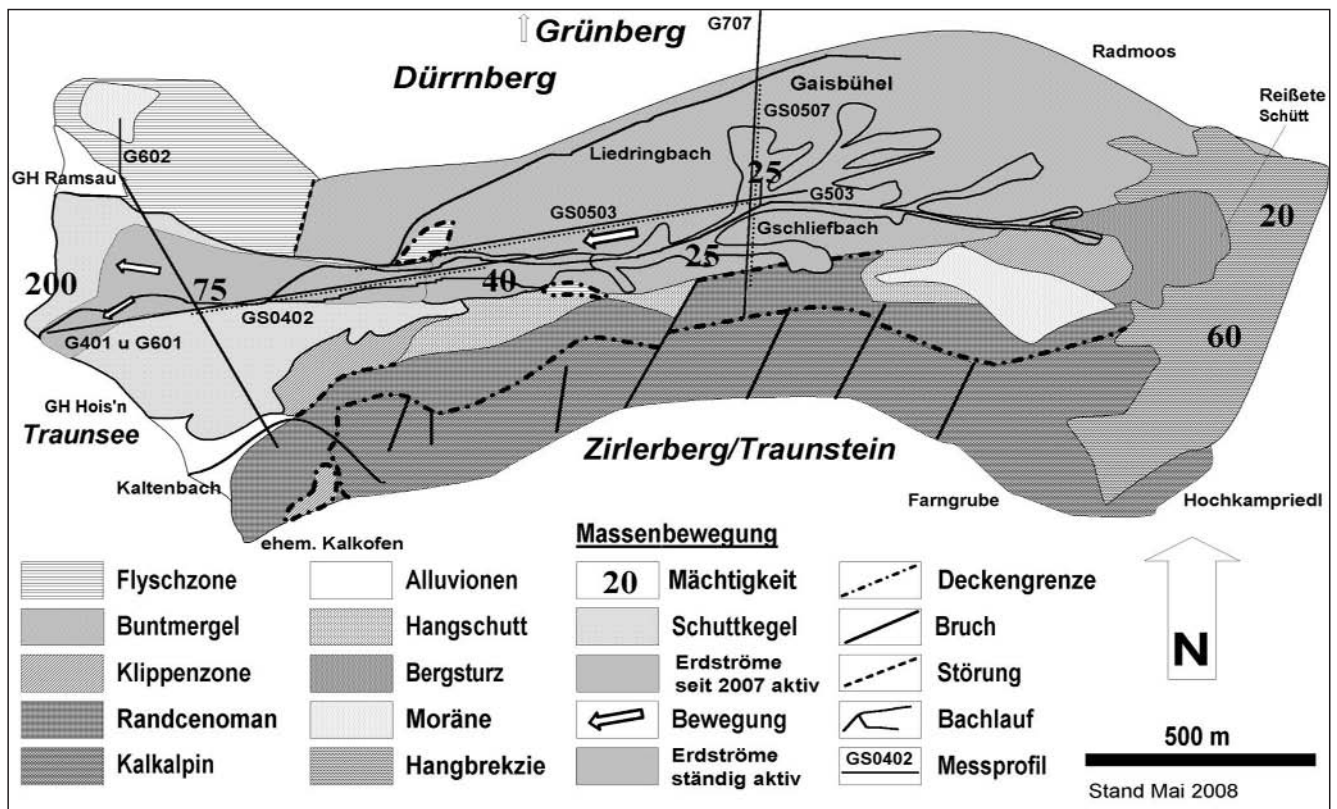 Grünberg
G707
Dürrnberg
Radmoos
Gaisbühel
Reißete
Schütt
GS0507
G602
Liedringbach
GH Ramsau
25
G503
GS0503
20
Gschliefbach
25
200
75
40
GS0402
60
G401 u G601
GH Hois'n
Traunsee
Zirlerberg/Traunstein
Kaltenbach
Farngrube
Hochkampriedl
ehem. Kalkofen
Massenbewegung
Flyschzone
Alluvionen
20
Mächtigkeit
Deckengrenze
Buntmergel
Hangschutt
Schuttkegel
Bruch
Klippenzone
Bergsturz
Erdströme
seit 2007 aktiv
Störung
N
Randcenoman
Moräne
Bewegung
Bachlauf
Kalkalpin
Hangbrekzie
Erdströme
ständig aktiv
GS0402
Messprofil
500 m
Stand Mai 2008